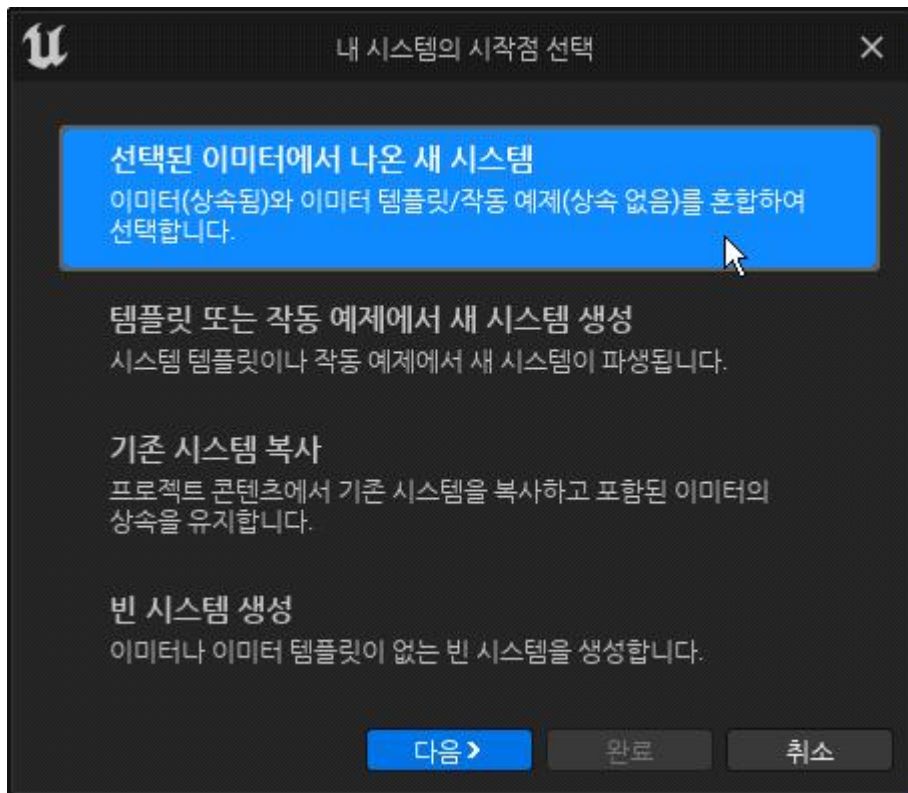 내 시스템의 시작점 선택
선택된 이미터에서 나온 새 시스템
이미터(상속됨)와 이미터 템플릿/작동 예제(상속 없음)를 혼합하여
선택합니다.
템플릿 또는 작동 예제에서 새 시스템 생성
시스템 템플릿이나 작동 예제에서 새 시스템이 파생됩니다.
기존 시스템 복사
프로젝트 콘텐츠에서 기존 시스템을 복사하고 포함된 이미터의
상속을 유지합니다.
빈 시스템 생성
이미터나 이미터 템플릿이 없는 빈 시스템을 생성합니다.
다음 완료 취소